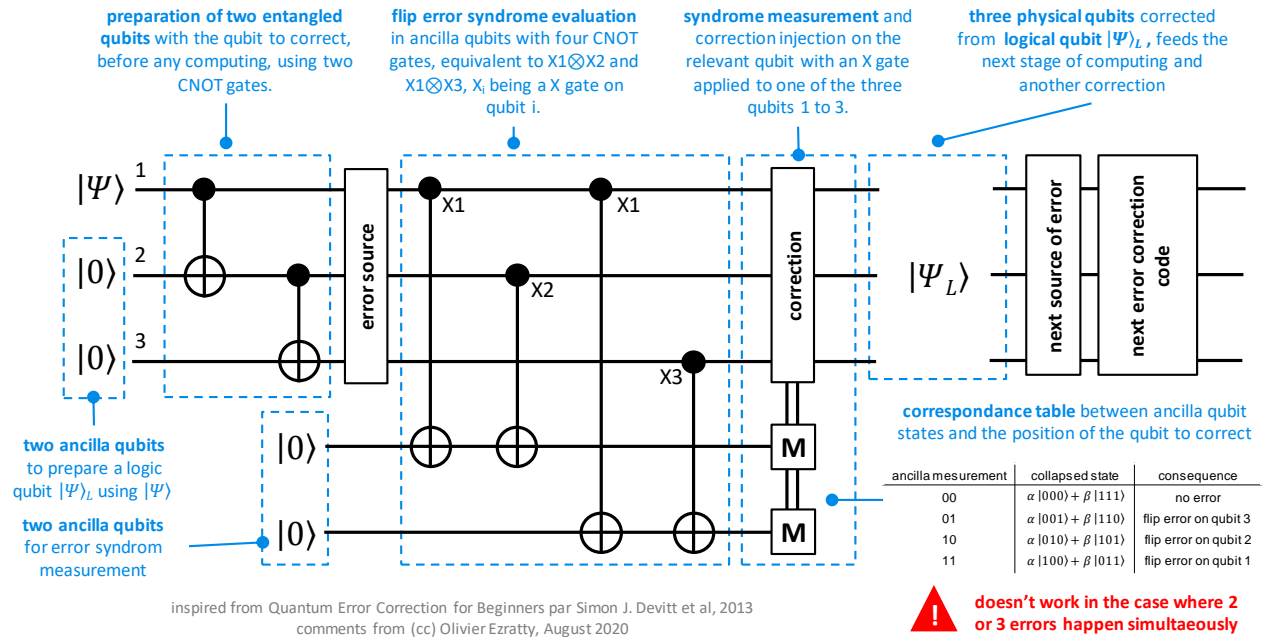 preparation of two entangled
qubits with the qubit to correct,
before any computing, using two
CNOT gates.
flip error syndrome evaluation
in ancilla qubits with four CNOT
gates, equivalent to X1⊗X2 and
X1⊗X3, Xᵢ being a X gate on
qubit i.
syndrome measurement and
correction injection on the
relevant qubit with an X gate
applied to one of the three
qubits 1 to 3.
three physical qubits corrected
from logical qubit |Ψ⟩L , feeds the
next stage of computing and
another correction
|Ψ⟩ 1
|0⟩ 2
|0⟩ 3
error source
X1
X2
X1
X3
correction
|ΨL⟩
next source of error
next error correction
code
|0⟩
|0⟩
M
M
two ancilla qubits
to prepare a logic
qubit |Ψ⟩L using |Ψ⟩
two ancilla qubits
for error syndrom
measurement
correspondance table between ancilla qubit
states and the position of the qubit to correct
ancilla mesurement collapsed state consequence
00 α |000⟩ + β |111⟩ no error
01 α |001⟩ + β |110⟩ flip error on qubit 3
10 α |010⟩ + β |101⟩ flip error on qubit 2
11 α |100⟩ + β |011⟩ flip error on qubit 1
!
doesn't work in the case where 2
or 3 errors happen simultaeously
inspired from Quantum Error Correction for Beginners par Simon J. Devitt et al, 2013
comments from (cc) Olivier Ezratty, August 2020